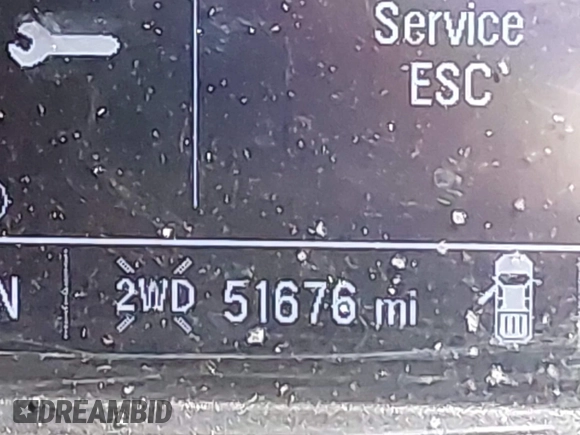 Service
ESC
N
2WD 51676 mi
DREAMBID